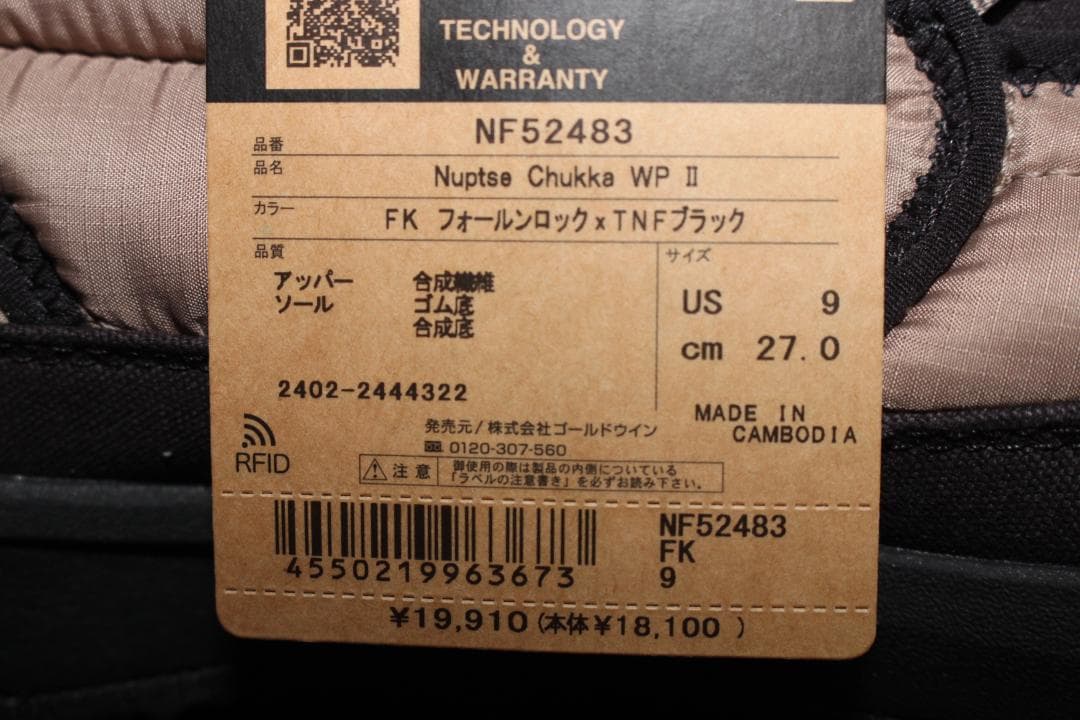 TECHNOLOGY
&
WARRANTY
品番 NF52483
品名 Nuptse Chukka WP Ⅱ
カラー FK フォールンロックxTNFブラック
品質
アッパー 合成繊維
ソール ゴム底
合成底
サイズ
US 9
cm 27.0
2402-2444322
MADE IN
CAMBODIA
RFID
発売元/株式会社ゴールドウイン
0120-307-560
注意 御使用の際は製品の内側についている
「ラベルの注意書き」を必ずお読み下さい。
4550219963673
NF52483
FK
9
¥19,910(本体¥18,100 )